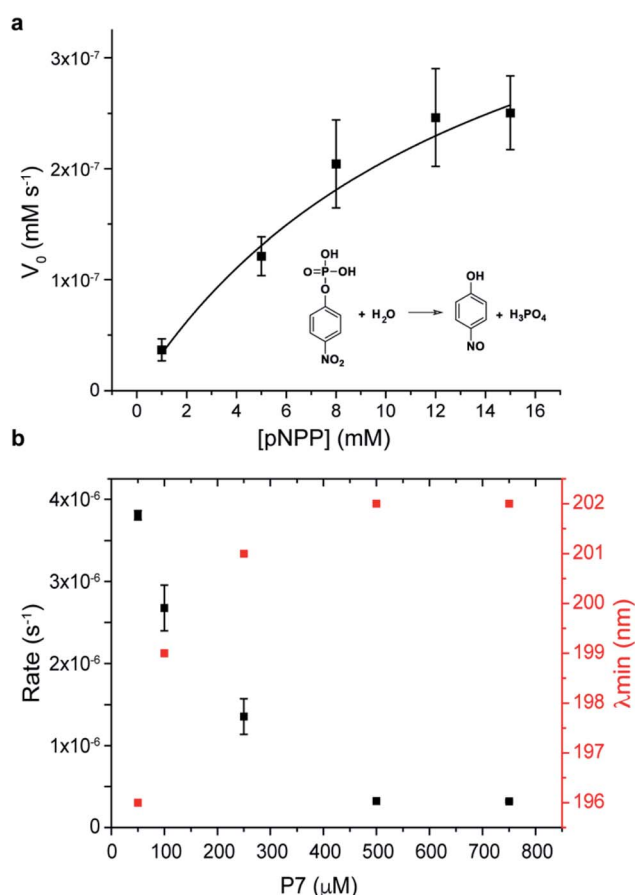 a
3x10-7
2x10-7
1x10-7
0
V0 (mM s-1)
0 2 4 6 8 10 12 14 16
[pNPP] (mM)
OH
O=P-OH
O
NO2
+ H2O
OH
NO
+ H3PO4
b
4x10-6
3x10-6
2x10-6
1x10-6
0
Rate (s-1)
202
201
200
199
198
197
196
λmin (nm)
0 100 200 300 400 500 600 700 800
P7 (μM)